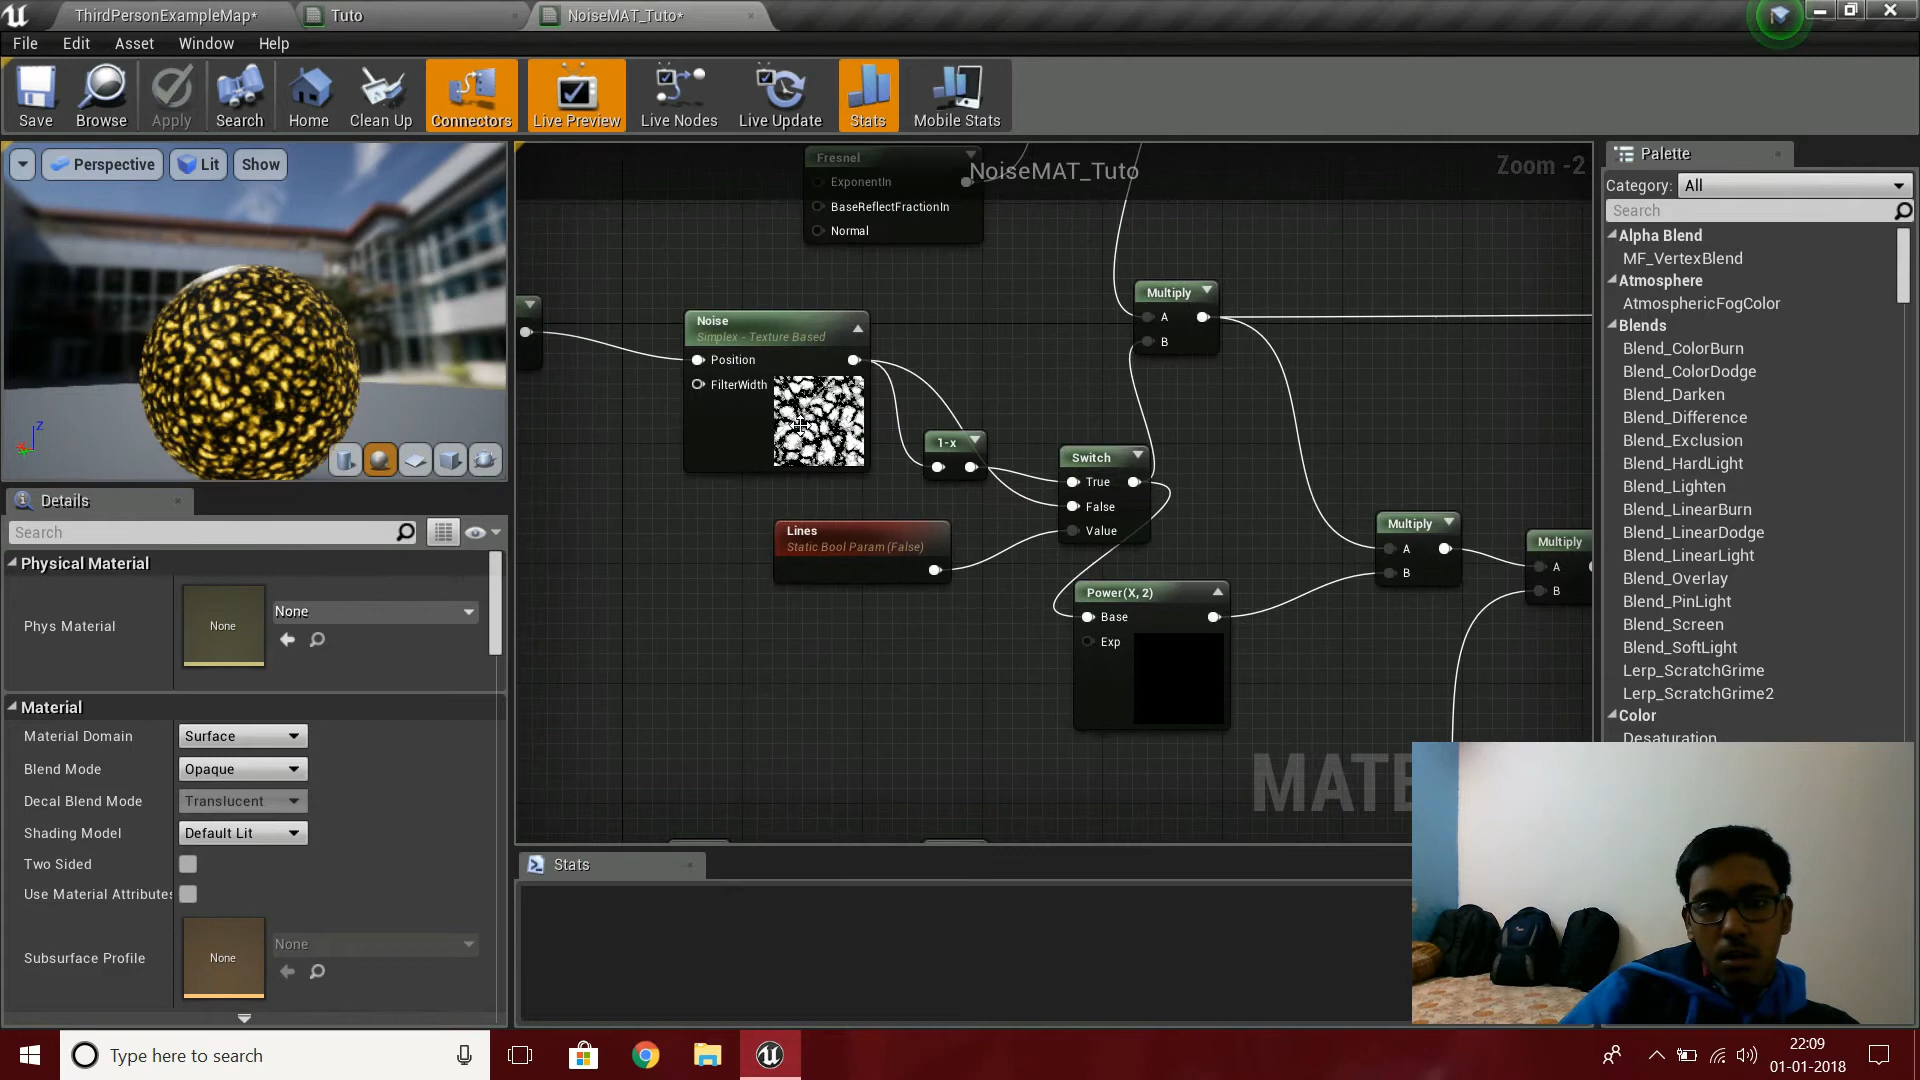 ThirdPersonExampleMap*
Tuto
NoiseMAT_Tuto*
File
Edit
Asset
Window
Help
Save
Browse
Apply
Search
Home
Clean Up
Connectors
Live Preview
Live Nodes
Live Update
Stats
Mobile Stats
Perspective
Lit
Show
Z
Details
Search
Physical Material
Phys Material
None
None
Material
Material Domain
Surface
Blend Mode
Opaque
Decal Blend Mode
Translucent
Shading Model
Default Lit
Two Sided
Use Material Attributes
Subsurface Profile
None
None
NoiseMAT_Tuto
Zoom -2
Fresnel
ExponentIn
BaseReflectFractionIn
Normal
Noise
Simplex - Texture Based
Position
FilterWidth
1-x
Lines
Static Bool Param (False)
Switch
True
False
Value
Multiply
A
B
Power(X, 2)
Base
Exp
Multiply
A
B
Multiply
A
B
MATE
Stats
Palette
Category:
All
Search
Alpha Blend
MF_VertexBlend
Atmosphere
AtmosphericFogColor
Blends
Blend_ColorBurn
Blend_ColorDodge
Blend_Darken
Blend_Difference
Blend_Exclusion
Blend_HardLight
Blend_Lighten
Blend_LinearBurn
Blend_LinearDodge
Blend_LinearLight
Blend_Overlay
Blend_PinLight
Blend_Screen
Blend_SoftLight
Lerp_ScratchGrime
Lerp_ScratchGrime2
Color
Desaturation
Type here to search
22:09
01-01-2018